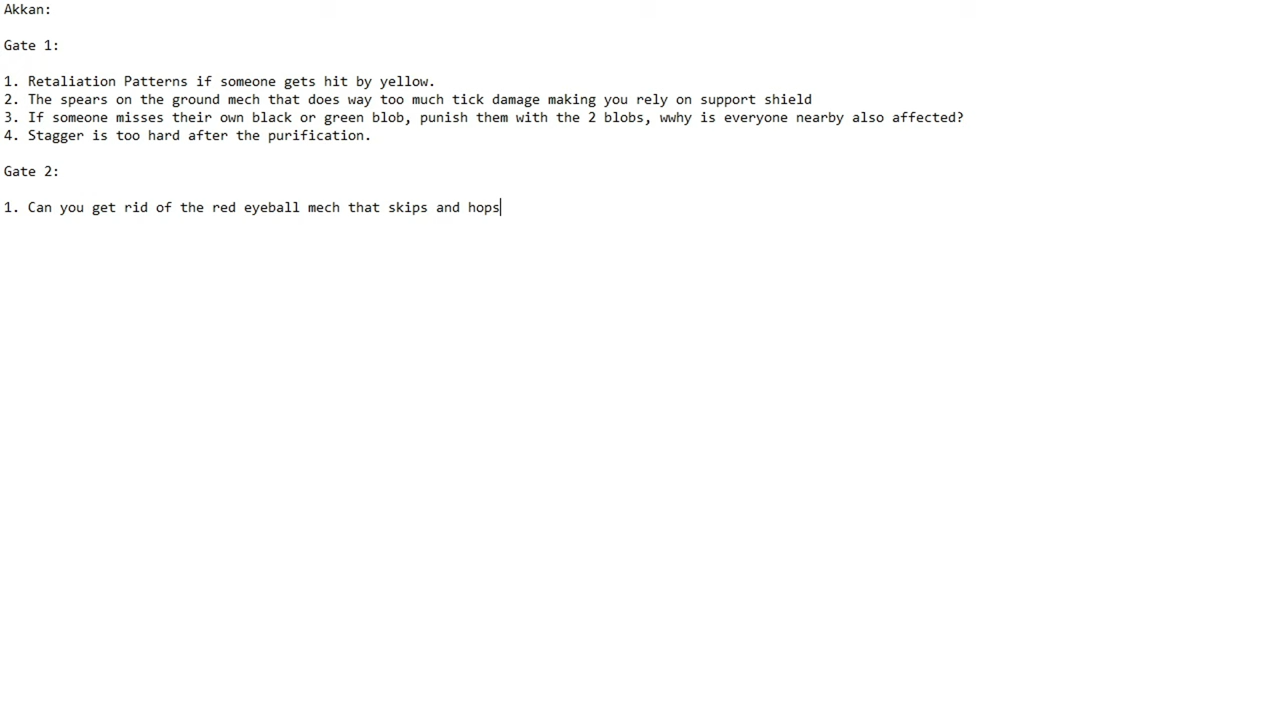 Akkan:
Gate 1:
1. Retaliation Patterns if someone gets hit by yellow.
2. The spears on the ground mech that does way too much tick damage making you rely on support shield
3. If someone misses their own black or green blob, punish them with the 2 blobs, wwhy is everyone nearby also affected?
4. Stagger is too hard after the purification.
Gate 2:
1. Can you get rid of the red eyeball mech that skips and hops